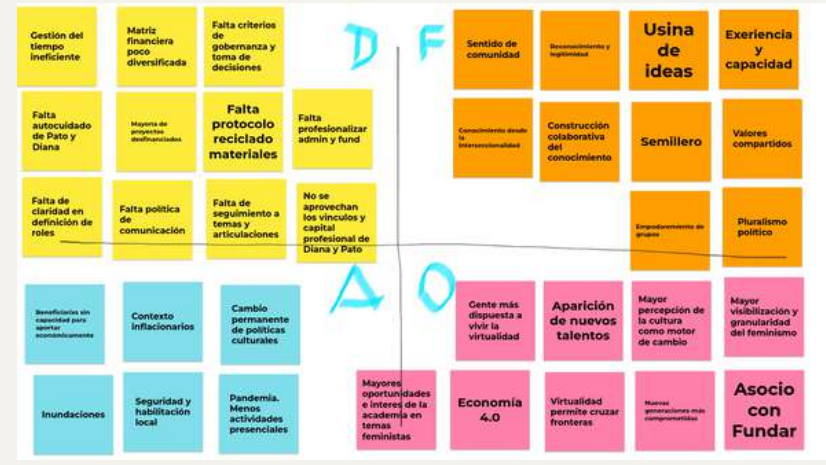 Gestión del
tiempo
ineficiente
Matriz
financiera
poco
diversificada
Falta criterios
de
gobernanza y
toma de
decisiones
D
F
Sentido de
comunidad
Reconocimiento y
legitimidad
Usina
de
ideas
Exeriencia
y
capacidad
Falta
autocuidado
de Pato y
Diana
Mayoria de
proyectos
desfinanciados
Falta
protocolo
reciclado
materiales
Falta
profesionalizar
admin y fund
Conocimiento desde
la
interseccionalidad
Construcción
colaborativa
del
conocimiento
Semillero
Valores
compartidos
Falta de
claridad en
definición de
roles
Falta política
de
comunicación
Falta de
seguimiento a
temas y
articulaciones
No se
aprovechan
los vinculos y
capital
profesional de
Diana y Pato
Empoderamiento de
grupos
Pluralismo
político
A
O
Beneficiarias sin
capacidad para
aportar
económicamente
Contexto
inflacionarios
Cambio
permanente
de políticas
culturales
Gente más
dispuesta a
vivir la
virtualidad
Aparición
de nuevos
talentos
Mayor
percepción de
la cultura
como motor
de cambio
Mayor
visibilización y
granularidad
del feminismo
Inundaciones
Seguridad y
habilitación
local
Pandemia.
Menos
actividades
presenciales
Mayores
oportunidades
e interes de la
academia en
temas
feministas
Economía
4.0
Virtualidad
permite cruzar
fronteras
Nuevas
generaciones más
comprometidas
Asocio
con
Fundar